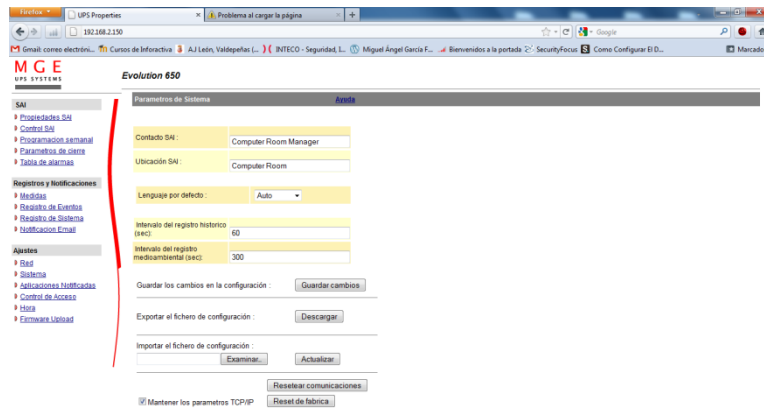 Firefox
UPS Properties
Problema al cargar la página
192.168.2.150
Google
Gmail: correo electróni...
Cursos de Inforactiva
AJ León, Valdepeñas (...
INTECO - Seguridad, I...
Miguel Ángel García F...
Bienvenidos a la portada
SecurityFocus
Como Configurar El D...
Marcado
MGE
UPS SYSTEMS
Evolution 650
Parametros de Sistema
Ayuda
SAI
Propiedades SAI
Control SAI
Programacion semanal
Parametros de cierre
Tabla de alarmas
Registros y Notificaciones
Medidas
Registro de Eventos
Registro de Sistema
Notificacion Email
Ajustes
Red
Sistema
Aplicaciones Notificadas
Control de Acceso
Hora
Firmware Upload
Contacto SAI :
Computer Room Manager
Ubicación SAI :
Computer Room
Lenguaje por defecto :
Auto
Intervalo del registro historico
(sec):
60
Intervalo del registro
medioambiental (sec):
300
Guardar los cambios en la configuración :
Guardar cambios
Exportar el fichero de configuración :
Descargar
Importar el fichero de configuración :
Examinar..
Actualizar
Resetear comunicaciones
Mantener los parametros TCP/IP
Reset de fabrica